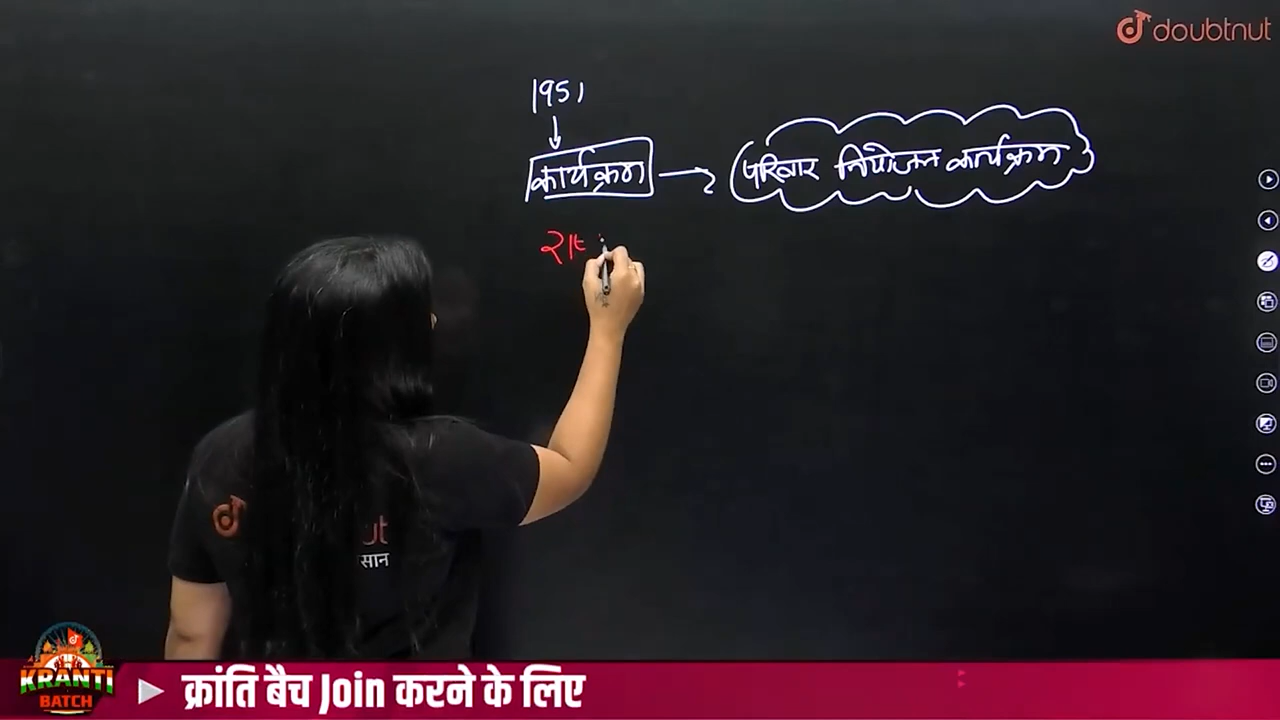 doubtnut
1951
कार्यक्रम → परिवार नियोजन कार्यक्रम
सान
KRANTI
BATCH
क्रांति बैच Join करने के लिए